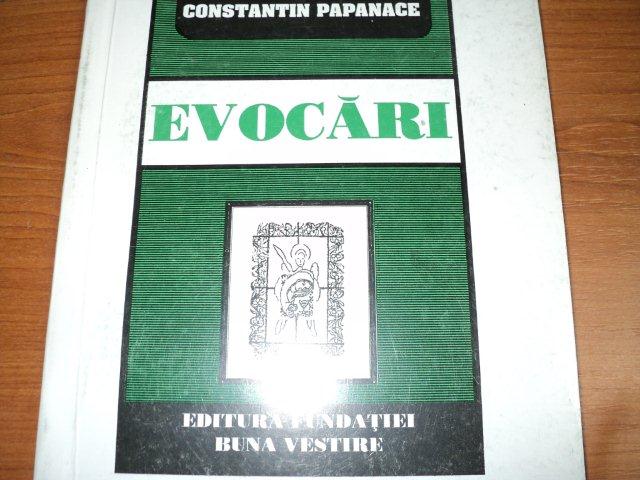 CONSTANTIN PAPANACE
EVOCĂRI
EDITURA FUNDAŢIEI
BUNA VESTIRE